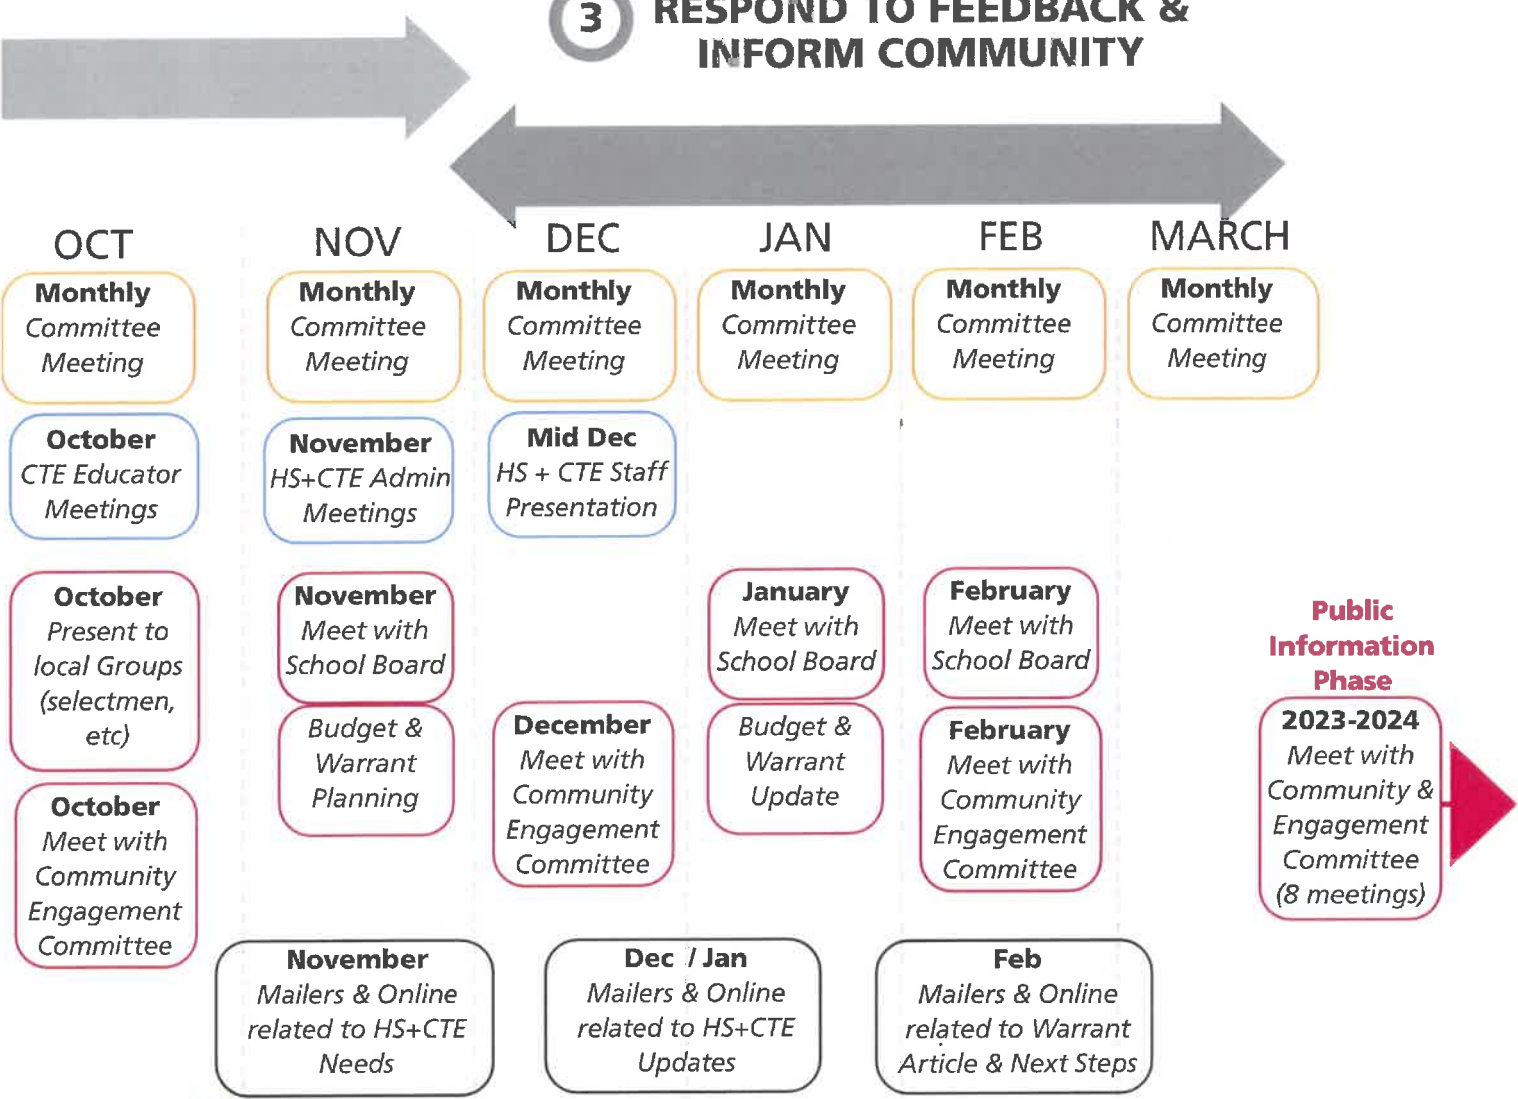 3
RESPOND TO FEEDBACK &
INFORM COMMUNITY
OCT
NOV
DEC
JAN
FEB
MARCH
Monthly
Committee
Meeting
Monthly
Committee
Meeting
Monthly
Committee
Meeting
Monthly
Committee
Meeting
Monthly
Committee
Meeting
Monthly
Committee
Meeting
October
CTE Educator
Meetings
November
HS+CTE Admin
Meetings
Mid Dec
HS + CTE Staff
Presentation
October
Present to
local Groups
(selectmen,
etc)
November
Meet with
School Board
January
Meet with
School Board
February
Meet with
School Board
Public
Information
Phase
Budget &
Warrant
Planning
December
Meet with
Community
Engagement
Committee
Budget &
Warrant
Update
February
Meet with
Community
Engagement
Committee
2023-2024
Meet with
Community &
Engagement
Committee
(8 meetings)
October
Meet with
Community
Engagement
Committee
November
Mailers & Online
related to HS+CTE
Needs
Dec / Jan
Mailers & Online
related to HS+CTE
Updates
Feb
Mailers & Online
related to Warrant
Article & Next Steps